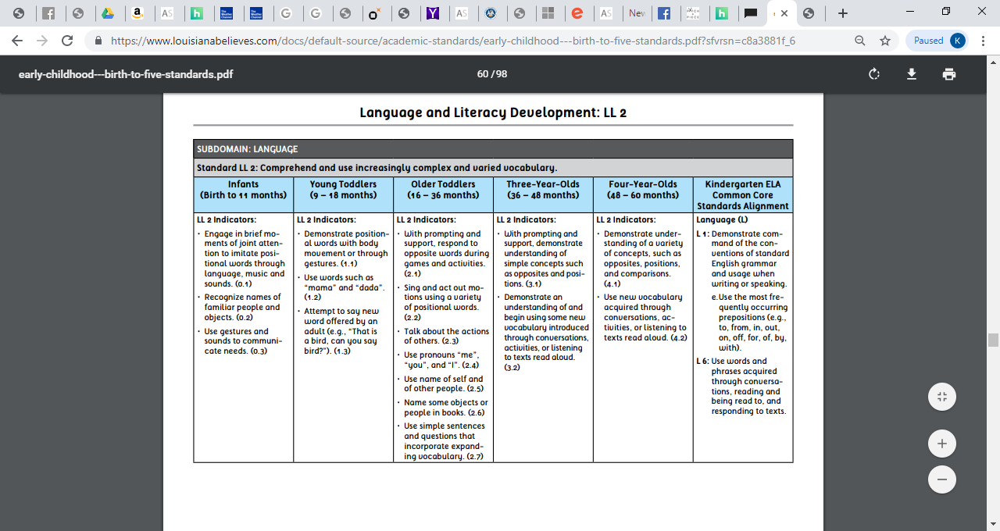 AS
h
The Weather Channel
The Weather Channel
G
G
o
Y
AS
e
AS
New
h
https://www.louisianabelieves.com/docs/default-source/academic-standards/early-childhood---birth-to-five-standards.pdf?sfvrsn=c8a3881f_6
Paused
K
early-childhood---birth-to-five-standards.pdf
60 / 98
Language and Literacy Development: LL 2
SUBDOMAIN: LANGUAGE
Standard LL 2: Comprehend and use increasingly complex and varied vocabulary.
Infants
(Birth to 11 months)
LL 2 Indicators:
· Engage in brief mo-
ments of joint atten-
tion to imitate posi-
tional words through
language, music and
sounds. (0.1)
· Recognize names of
familiar people and
objects. (0.2)
· Use gestures and
sounds to communi-
cate needs. (0.3)
Young Toddlers
(9 – 18 months)
LL 2 Indicators:
· Demonstrate position-
al words with body
movement or through
gestures. (1.1)
· Use words such as
"mama" and "dada".
(1.2)
· Attempt to say new
word offered by an
adult (e.g., "That is
a bird, can you say
bird?"). (1.3)
Older Toddlers
(16 – 36 months)
LL 2 Indicators:
· With prompting and
support, respond to
opposite words during
games and activities.
(2.1)
· Sing and act out mo-
tions using a variety
of positional words.
(2.2)
· Talk about the actions
of others. (2.3)
· Use pronouns "me",
"you", and "I". (2.4)
· Use name of self and
of other people. (2.5)
· Name some objects or
people in books. (2.6)
· Use simple sentences
and questions that
incorporate expand-
ing vocabulary. (2.7)
Three-Year-Olds
(36 – 48 months)
LL 2 Indicators:
· With prompting and
support, demonstrate
understanding of
simple concepts such
as opposites and posi-
tions. (3.1)
· Demonstrate an
understanding of and
begin using some new
vocabulary introduced
through conversations,
activities, or listening
to texts read aloud.
(3.2)
Four-Year-Olds
(48 – 60 months)
LL 2 Indicators:
· Demonstrate under-
standing of a variety
of concepts, such as
opposites, positions,
and comparisons.
(4.1)
· Use new vocabulary
acquired through
conversations, ac-
tivities, or listening to
texts read aloud. (4.2)
Kindergarten ELA
Common Core
Standards Alignment
Language (L)
L 1: Demonstrate com-
mand of the con-
ventions of standard
English grammar
and usage when
writing or speaking.
e. Use the most fre-
quently occurring
prepositions (e.g.,
to, from, in, out,
on, off, for, of, by,
with).
L 6: Use words and
phrases acquired
through conversa-
tions, reading and
being read to, and
responding to texts.